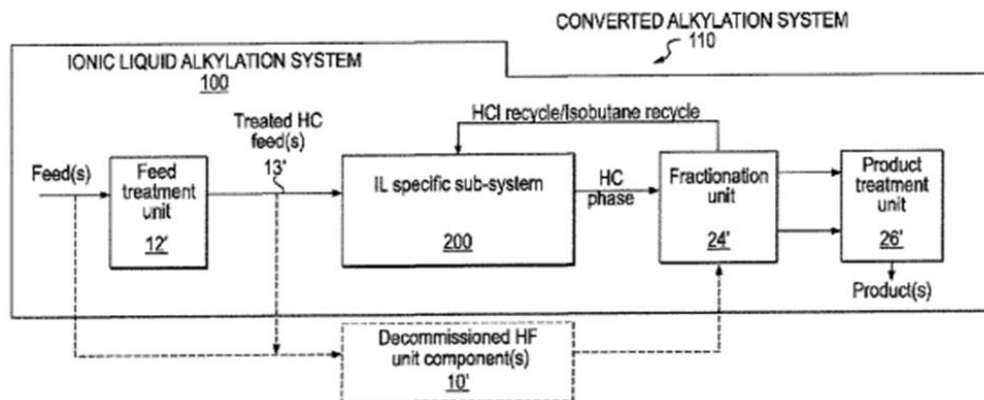 CONVERTED ALKYLATION SYSTEM
110
IONIC LIQUID ALKYLATION SYSTEM
100
HCl recycle/Isobutane recycle
Treated HC
feed(s)
13'
Feed(s)
Feed
treatment
unit
12'
IL specific sub-system
200
HC
phase
Fractionation
unit
24'
Product
treatment
unit
26'
Product(s)
Decommissioned HF
unit component(s)
10'